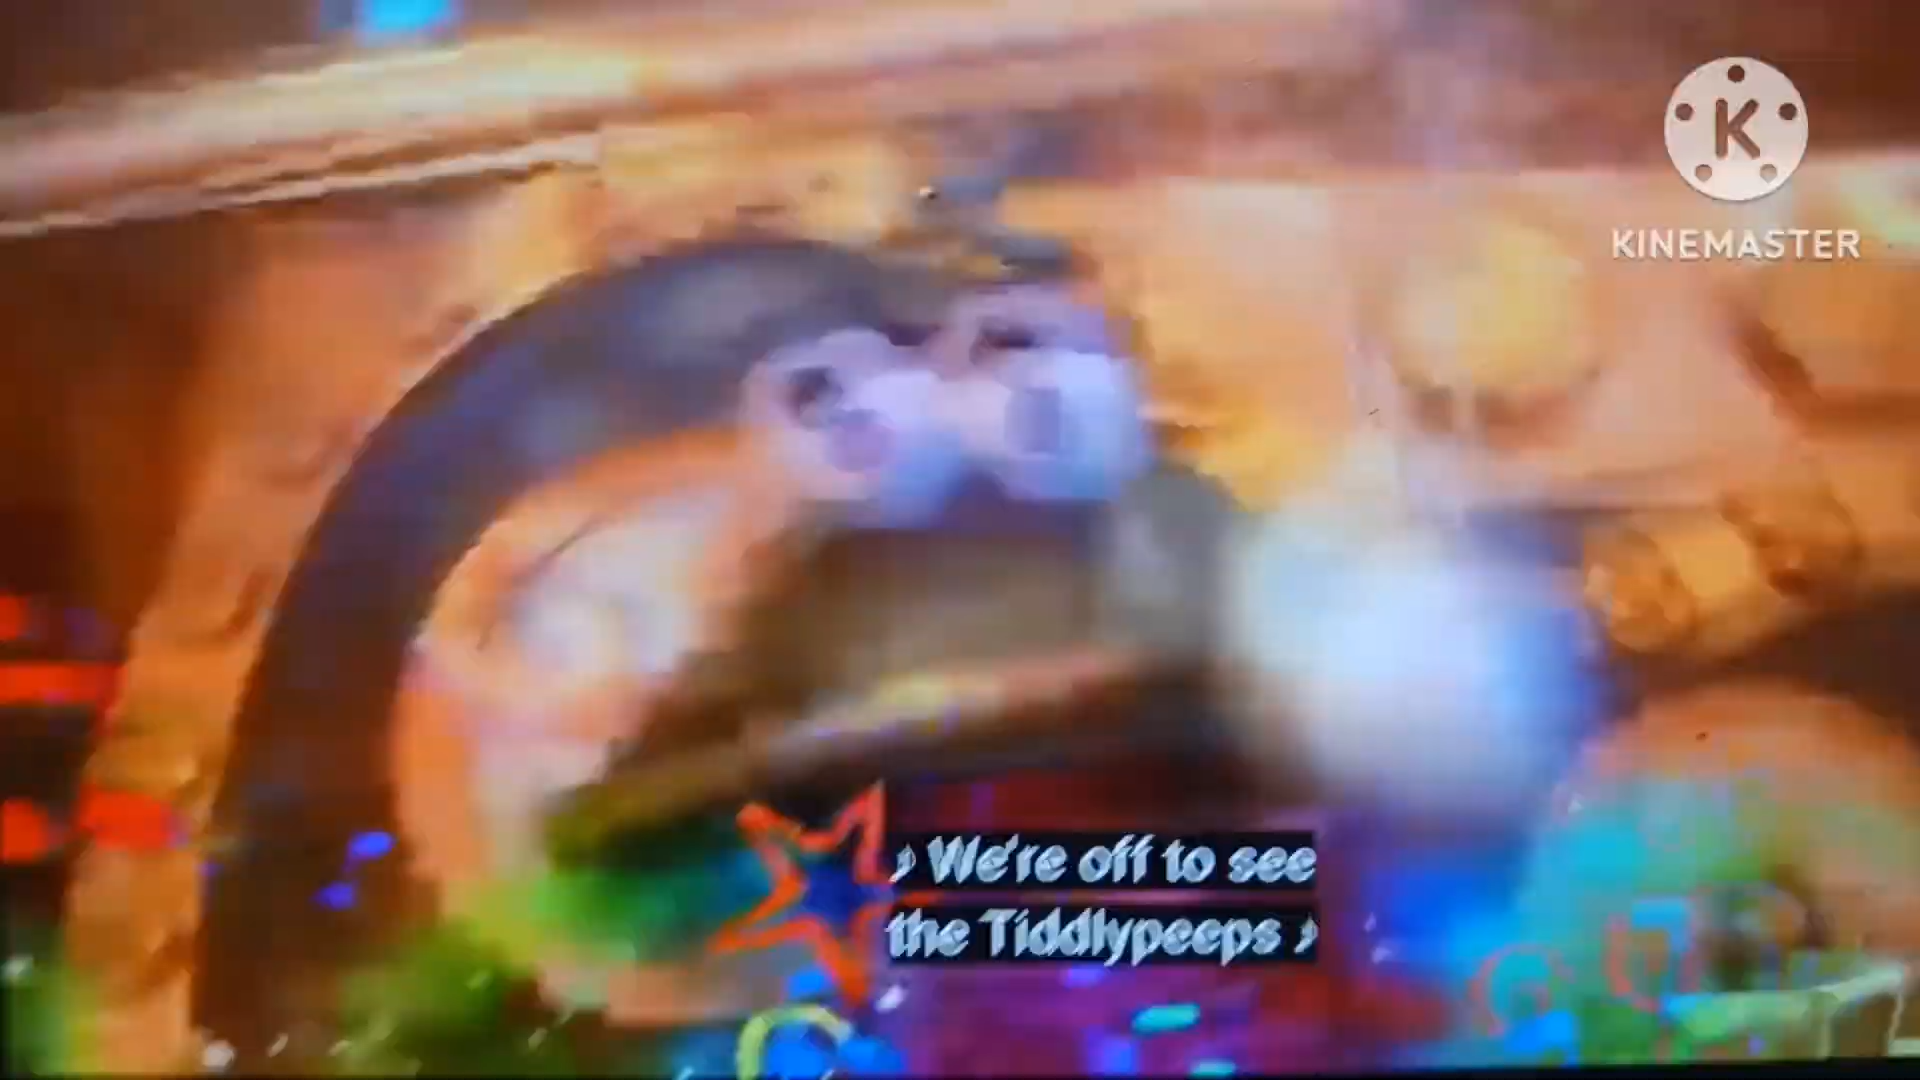 K
KINEMASTER
♪ We're off to see
the Tiddlypeeps ♪